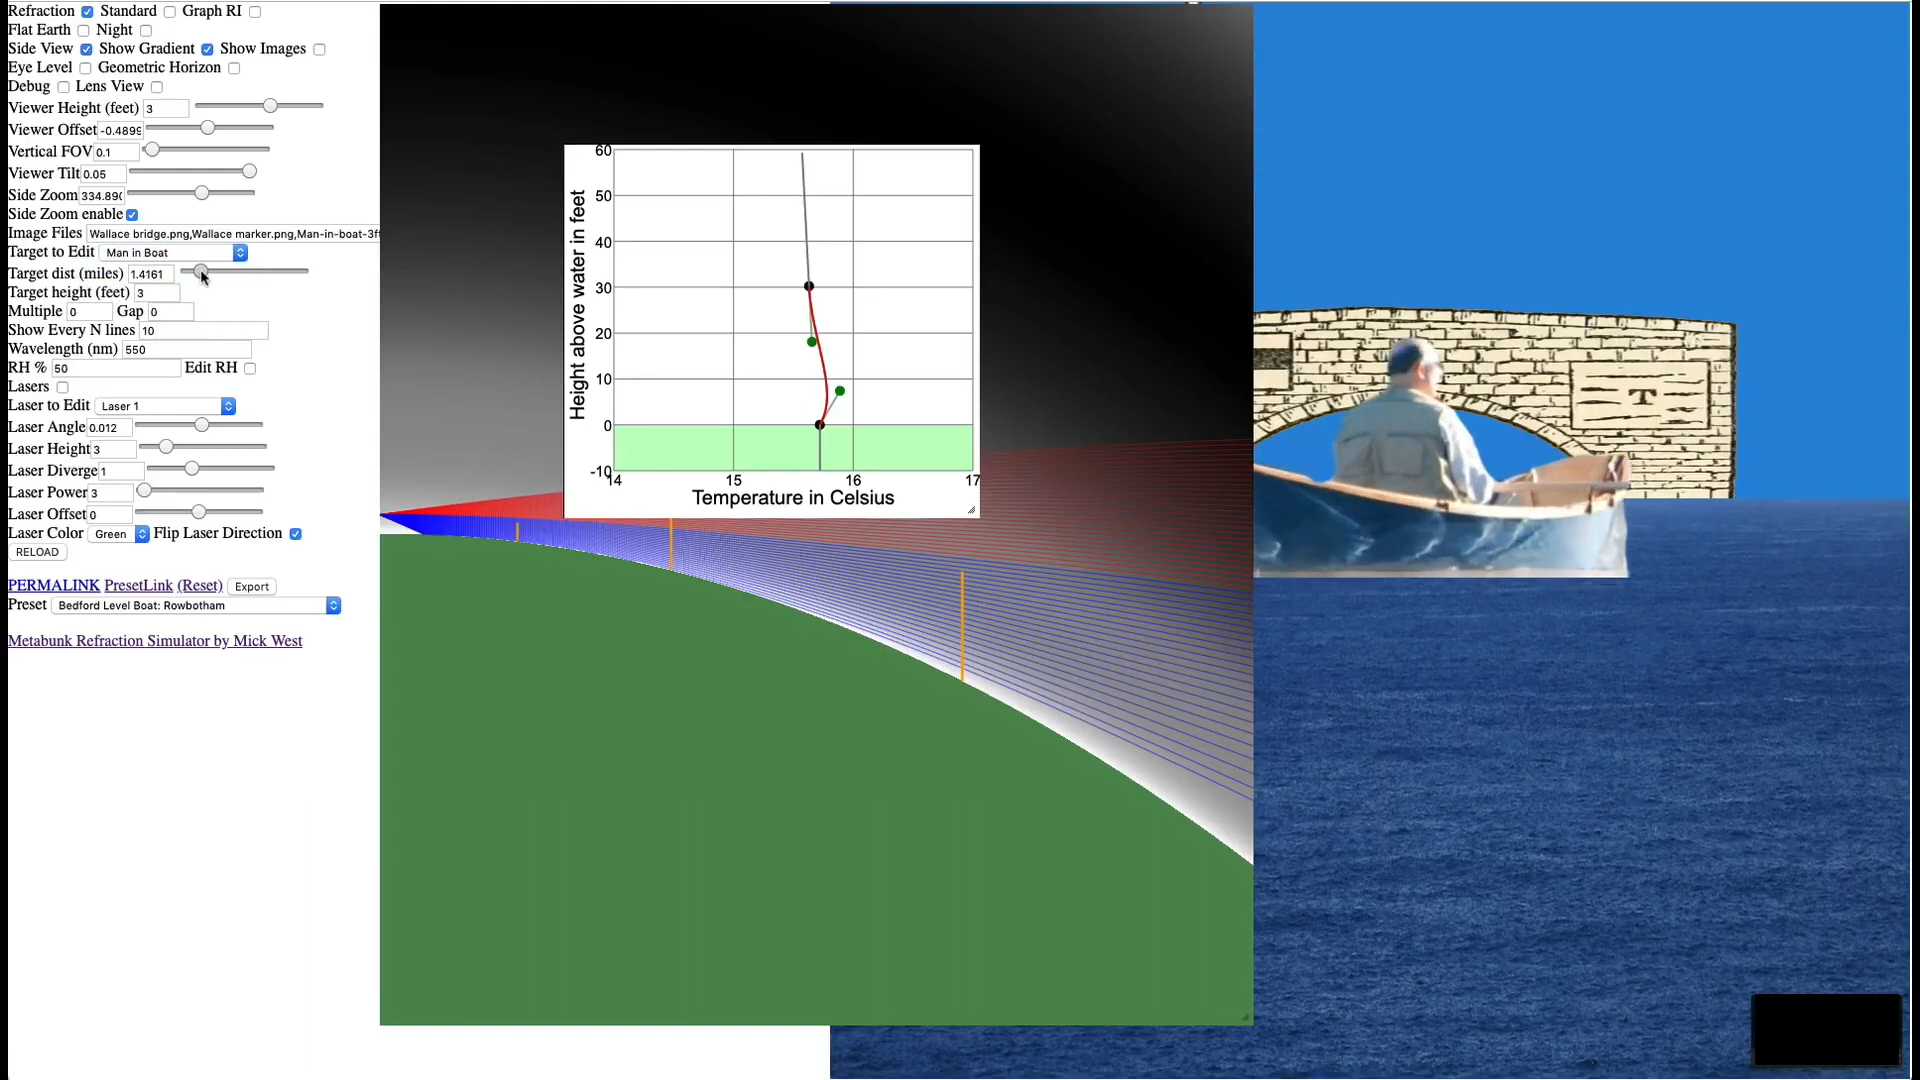 Refraction Standard Graph RI
Flat Earth Night
Side View Show Gradient Show Images
Eye Level Geometric Horizon
Debug Lens View
Viewer Height (feet) 3
Viewer Offset -0.4899
Vertical FOV 0.1
Viewer Tilt 0.05
Side Zoom 334.89(
Side Zoom enable
Image Files Wallace bridge.png,Wallace marker.png,Man-in-boat-3ft
Target to Edit Man in Boat
Target dist (miles) 1.4161
Target height (feet) 3
Multiple 0 Gap 0
Show Every N lines 10
Wavelength (nm) 550
RH % 50 Edit RH
Lasers
Laser to Edit Laser 1
Laser Angle 0.012
Laser Height 3
Laser Diverge 1
Laser Power 3
Laser Offset 0
Laser Color Green Flip Laser Direction
RELOAD
PERMALINK PresetLink (Reset) Export
Preset Bedford Level Boat: Rowbotham
Metabunk Refraction Simulator by Mick West
Height above water in feet
60
50
40
30
20
10
0
-10
14 15 16 17
Temperature in Celsius
T